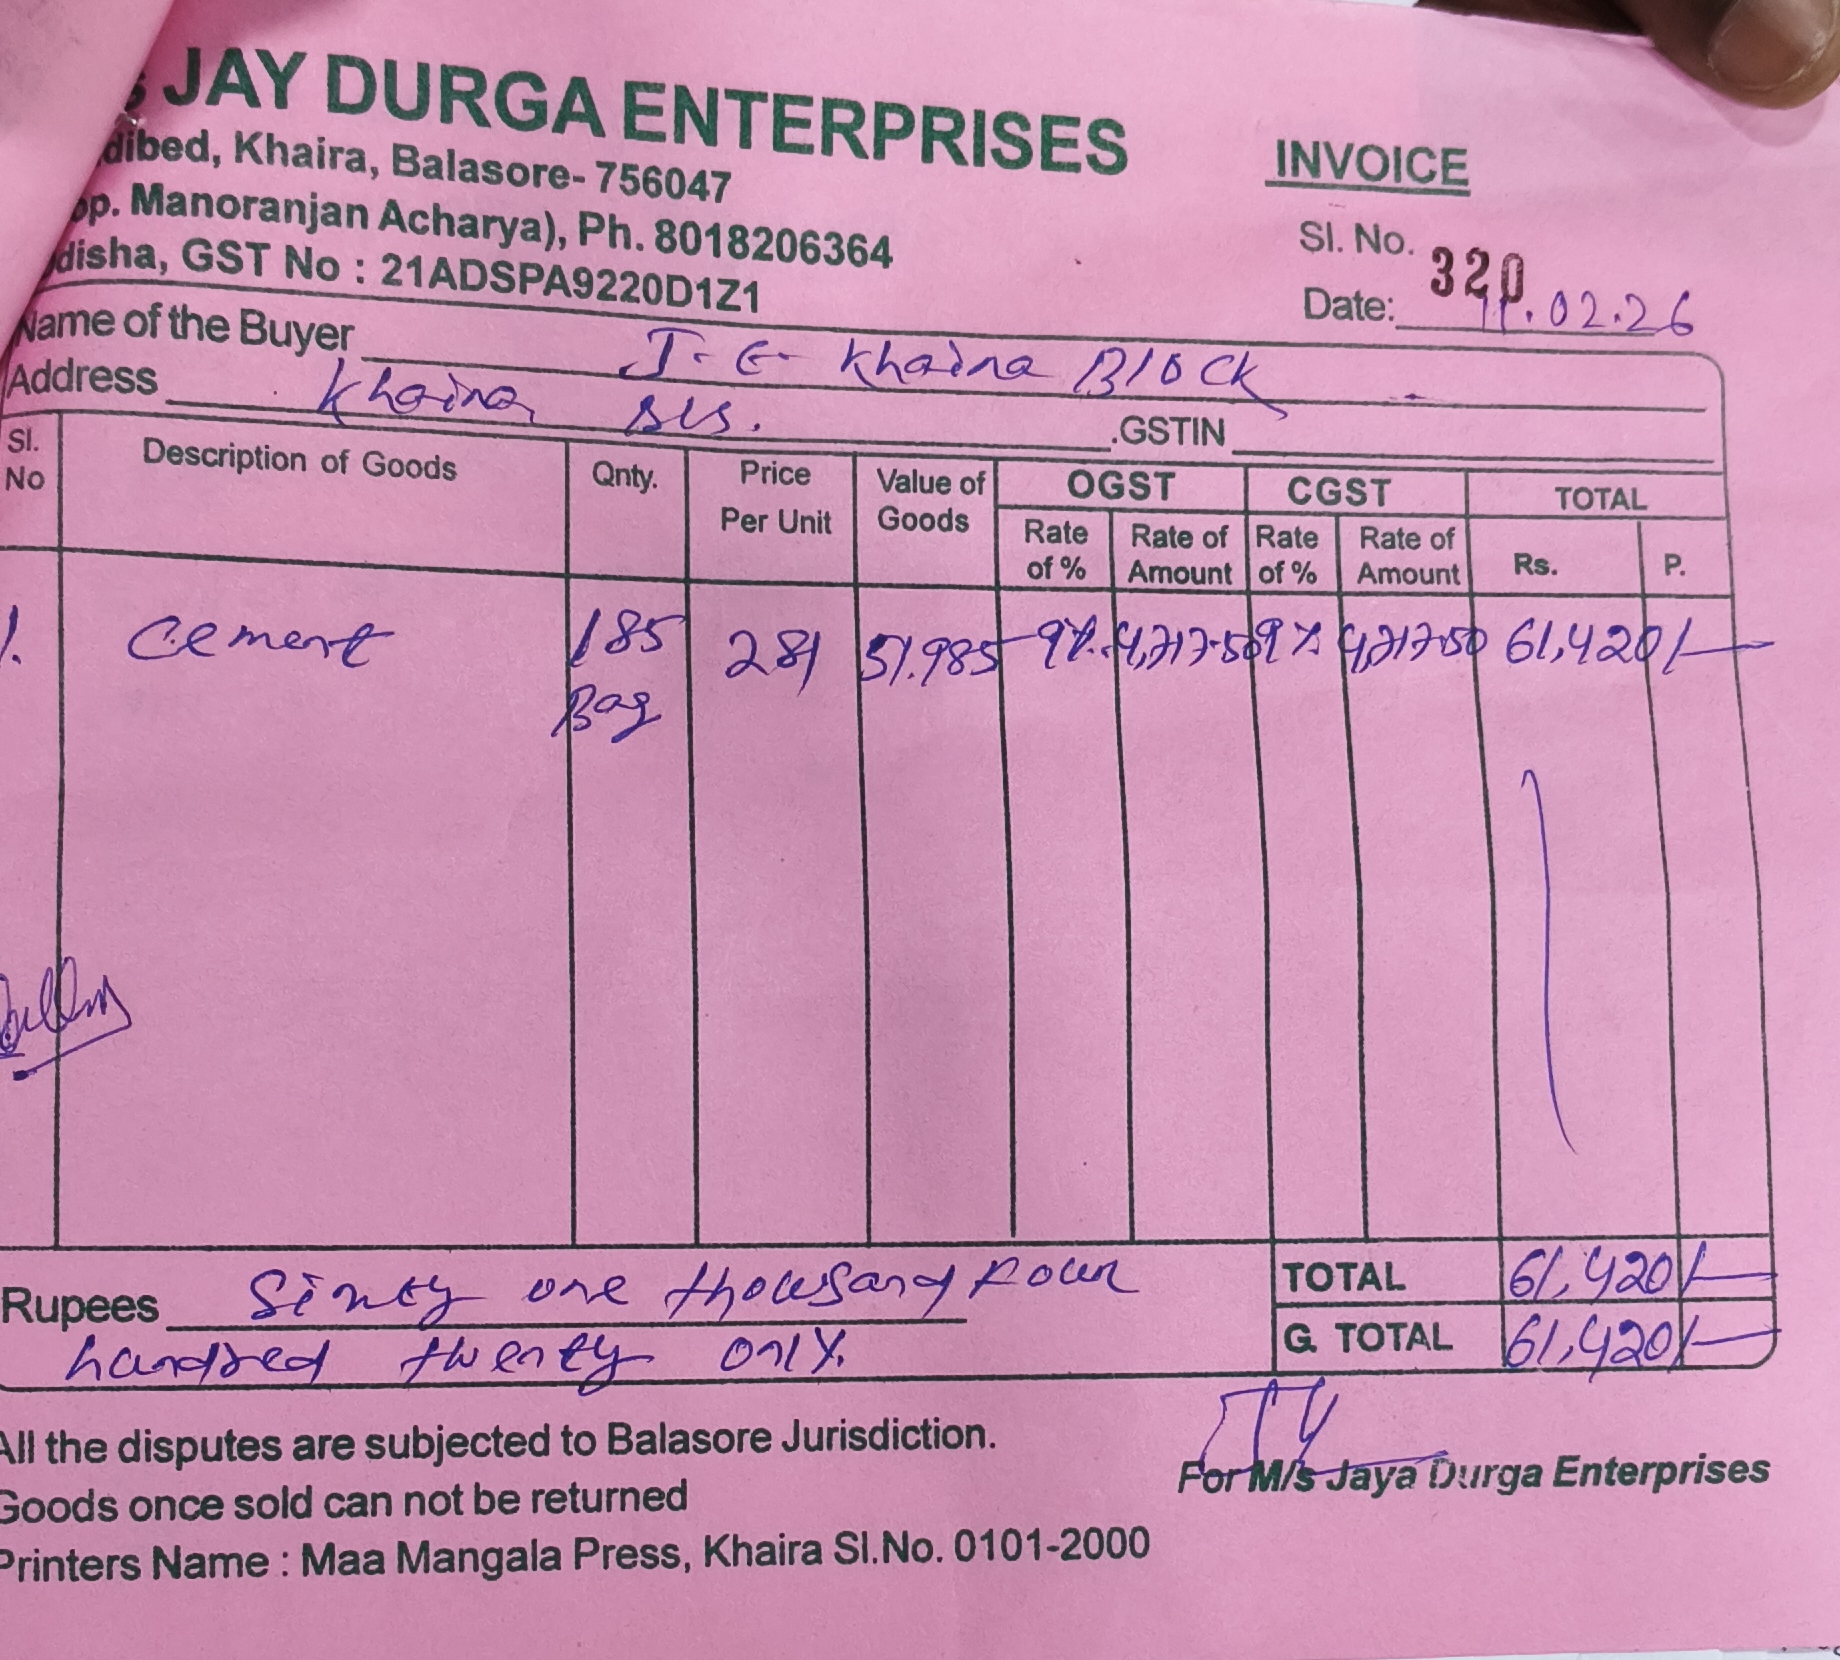 JAY DURGA ENTERPRISES
dibed, Khaira, Balasore- 756047
op. Manoranjan Acharya), Ph. 8018206364
disha, GST No : 21ADSPA9220D1Z1
INVOICE
Sl. No. 320
Date: 11.02.26
Name of the Buyer J.E. Khaira Block
Address Khaira BLS. .GSTIN
Sl. No Description of Goods Qnty. Price Per Unit Value of Goods OGST CGST TOTAL
Rate of % Rate of Amount Rate of % Rate of Amount Rs. P.
1. Cement 185 Bag 281 51.985 9% 4,717.50 9% 4,717.50 61,420/-
TOTAL 61,420/-
G. TOTAL 61,420/-
Rupees Sixty one thousand Four
hundred twenty only.
All the disputes are subjected to Balasore Jurisdiction.
Goods once sold can not be returned
For M/s Jaya Durga Enterprises
Printers Name : Maa Mangala Press, Khaira Sl.No. 0101-2000